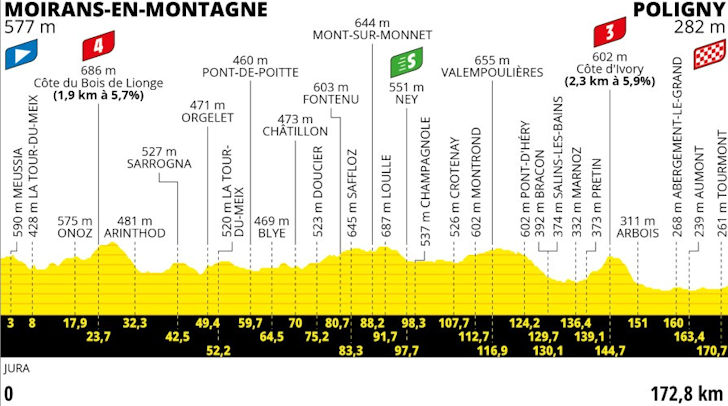 MOIRANS-EN-MONTAGNE
577 m
POLIGNY
282 m
4
686 m
Côte du Bois de Lionge
(1,9 km à 5,7%)
460 m
PONT-DE-POITTE
644 m
MONT-SUR-MONNET
S
551 m
NEY
655 m
VALEMPOULIÈRES
3
602 m
Côte d'Ivory
(2,3 km à 5,9%)
590 m MEUSSIA
428 m LA TOUR-DU-MEIX
575 m
ONOZ
481 m
ARINTHOD
527 m
SARROGNA
471 m
ORGELET
520 m LA TOUR-
DU-MEIX
469 m
BLYE
473 m
CHÂTILLON
523 m DOUCIER
603 m
FONTENU
645 m SAFFLOZ
687 m LOULLE
537 m CHAMPAGNOLE
526 m CROTENAY
602 m MONTROND
602 m PONT-D'HÉRY
392 m BRACON
374 m SALINS-LES-BAINS
332 m MARNOZ
373 m PRETIN
311 m
ARBOIS
268 m ABERGEMENT-LE-GRAND
239 m AUMONT
261 m TOURMONT
3 8 17,9 32,3 49,4 59,7 70 80,7 88,2 98,3 107,7 124,2 129,7 136,4 151 160
23,7 42,5 52,2 64,5 75,2 83,3 91,7 97,7 112,7 116,9 130,1 139,1 144,7 163,4 170,7
JURA
0
172,8 km